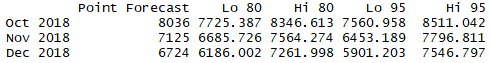 Point Forecast Lo 80 Hi 80 Lo 95 Hi 95
Oct 2018 8036 7725.387 8346.613 7560.958 8511.042
Nov 2018 7125 6685.726 7564.274 6453.189 7796.811
Dec 2018 6724 6186.002 7261.998 5901.203 7546.797